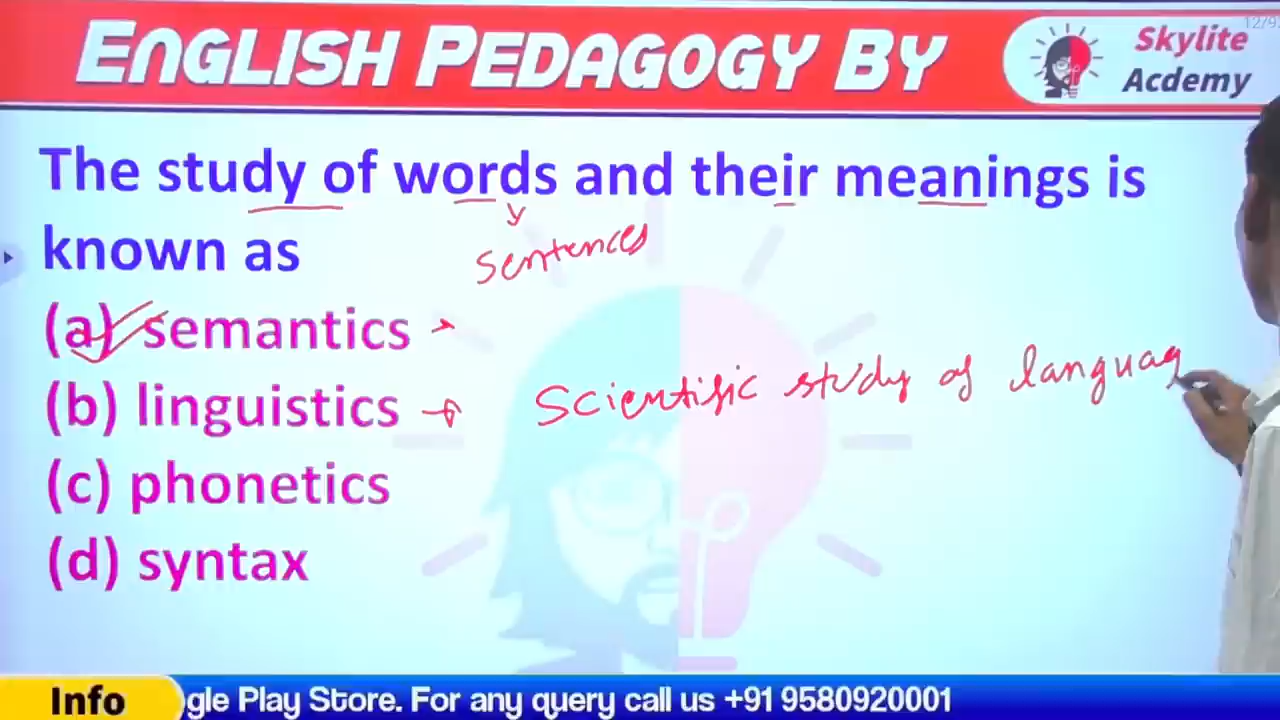 ENGLISH PEDAGOGY BY
Skylite
Acdemy
The study of words and their meanings is
sentences
known as
(a) semantics
(b) linguistics
Scientific study of languag
(c) phonetics
(d) syntax
Info
gle Play Store. For any query call us +91 9580920001